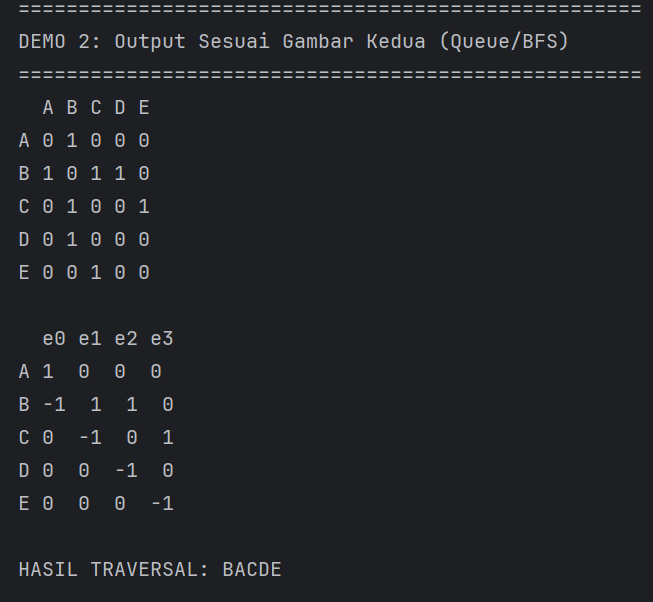 ====================================================
DEMO 2: Output Sesuai Gambar Kedua (Queue/BFS)
====================================================
  A B C D E
A 0 1 0 0 0
B 1 0 1 1 0
C 0 1 0 0 1
D 0 1 0 0 0
E 0 0 1 0 0

  e0 e1 e2 e3
A 1  0  0  0
B -1  1  1  0
C 0  -1  0  1
D 0  0  -1  0
E 0  0  0  -1

HASIL TRAVERSAL: BACDE